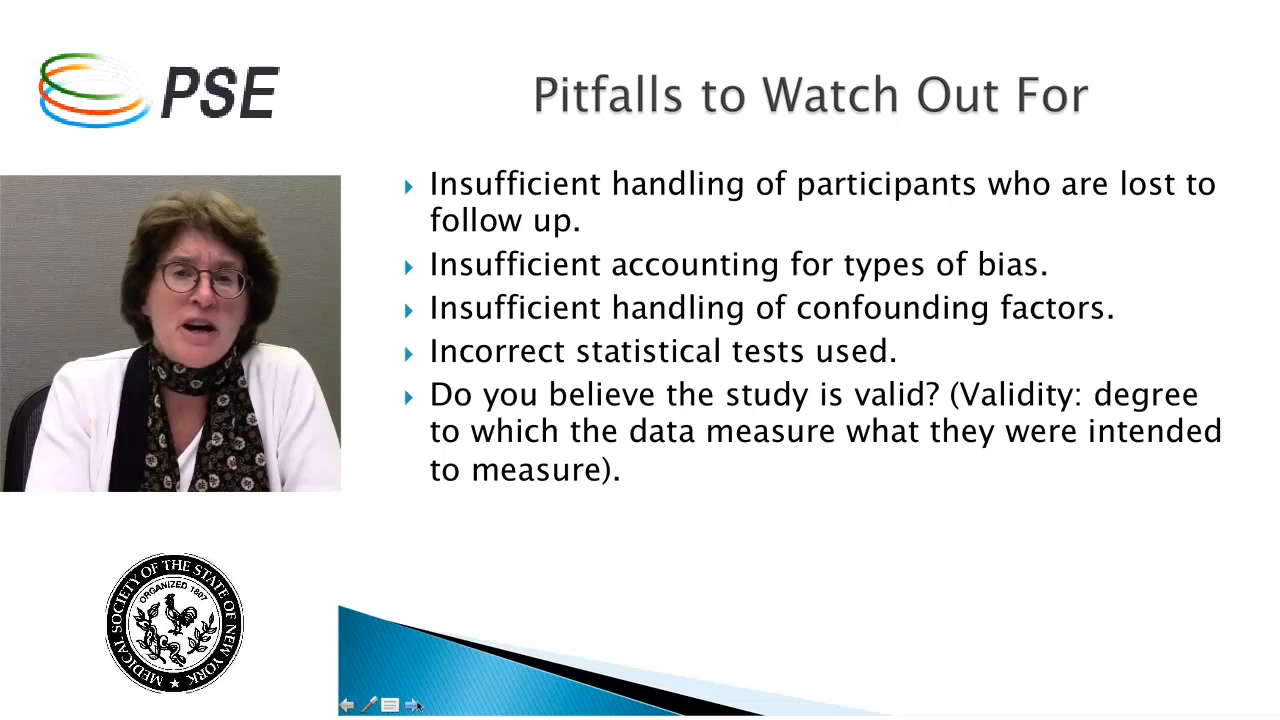 PSE
Pitfalls to Watch Out For
Insufficient handling of participants who are lost to
follow up.
Insufficient accounting for types of bias.
Insufficient handling of confounding factors.
Incorrect statistical tests used.
Do you believe the study is valid? (Validity: degree
to which the data measure what they were intended
to measure).
MEDICAL SOCIETY OF THE STATE OF NEW YORK
ORGANIZED 1807